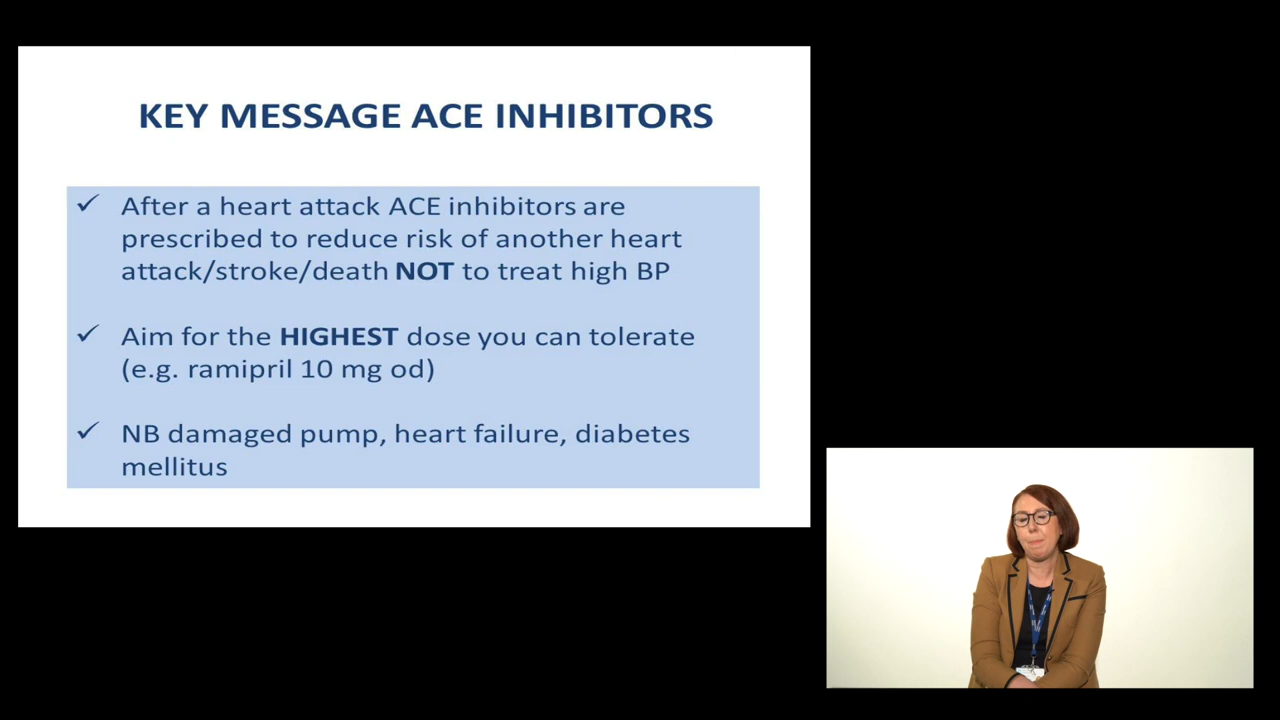 KEY MESSAGE ACE INHIBITORS
✓ After a heart attack ACE inhibitors are
prescribed to reduce risk of another heart
attack/stroke/death NOT to treat high BP
✓ Aim for the HIGHEST dose you can tolerate
(e.g. ramipril 10 mg od)
✓ NB damaged pump, heart failure, diabetes
mellitus